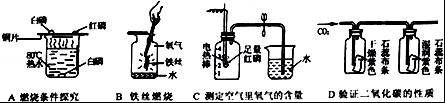 白磷
红磷
铜片
80℃
热水
白磷
A 燃烧条件探究
氧气
铁丝
水
B 铁丝燃烧
电热棒
足量红磷
水
C 测定空气里氧气的含量
CO₂
干燥紫色石蕊布条
湿润紫色石蕊布条
D 验证二氧化碳的性质